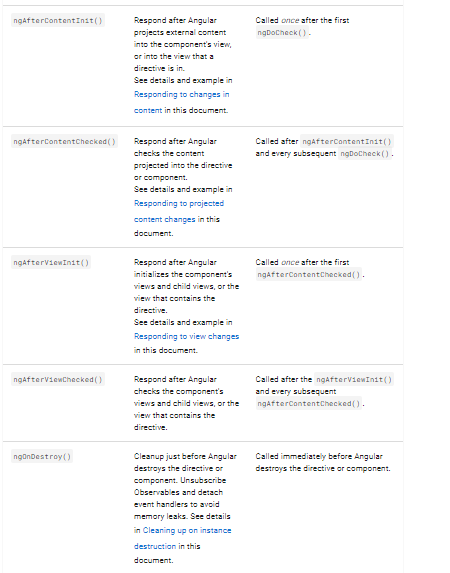 ngAfterContentInit()
Respond after Angular
projects external content
into the component's view,
or into the view that a
directive is in.
See details and example in
Responding to changes in
content in this document.
Called once after the first
ngDoCheck().
ngAfterContentChecked()
Respond after Angular
checks the content
projected into the directive
or component.
See details and example in
Responding to projected
content changes in this
document.
Called after ngAfterContentInit()
and every subsequent ngDoCheck().
ngAfterViewInit()
Respond after Angular
initializes the component's
views and child views, or the
view that contains the
directive.
See details and example in
Responding to view changes
in this document.
Called once after the first
ngAfterContentChecked().
ngAfterViewChecked()
Respond after Angular
checks the component's
views and child views, or the
view that contains the
directive.
Called after the ngAfterViewInit()
and every subsequent
ngAfterContentChecked().
ngOnDestroy()
Cleanup just before Angular
destroys the directive or
component. Unsubscribe
Observables and detach
event handlers to avoid
memory leaks. See details
in Cleaning up on instance
destruction in this
document.
Called immediately before Angular
destroys the directive or component.